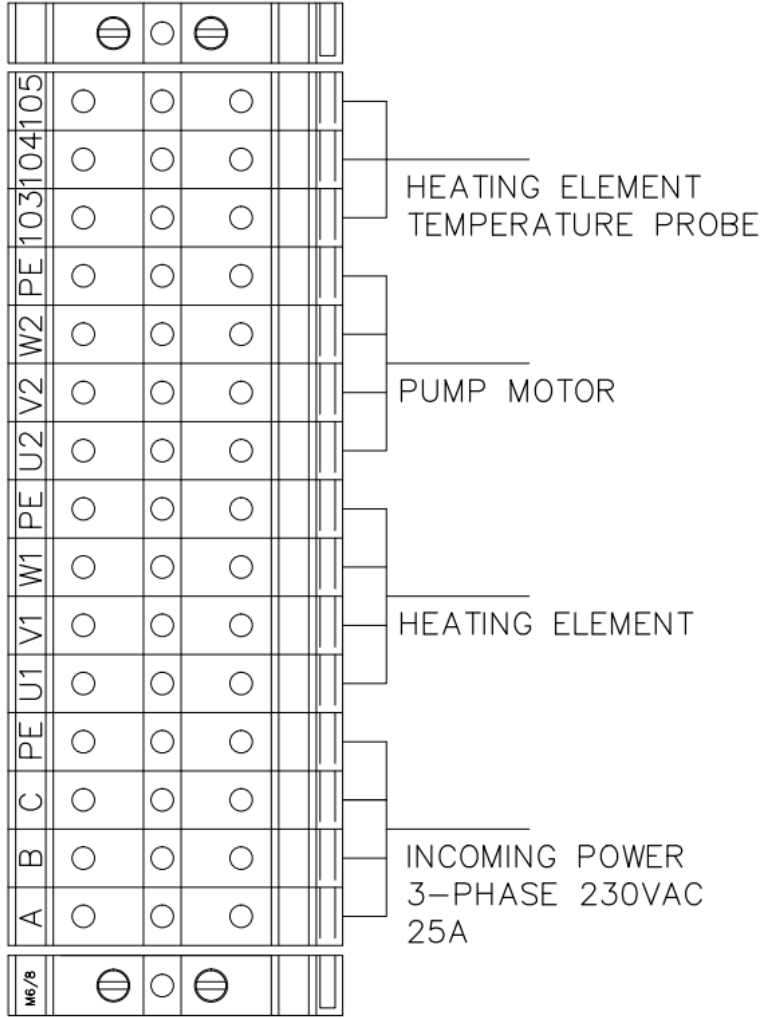 105
104
103
HEATING ELEMENT
TEMPERATURE PROBE
PE
W2
V2
U2
PUMP MOTOR
PE
W1
V1
U1
HEATING ELEMENT
PE
C
B
A
INCOMING POWER
3-PHASE 230VAC
25A
M6/8